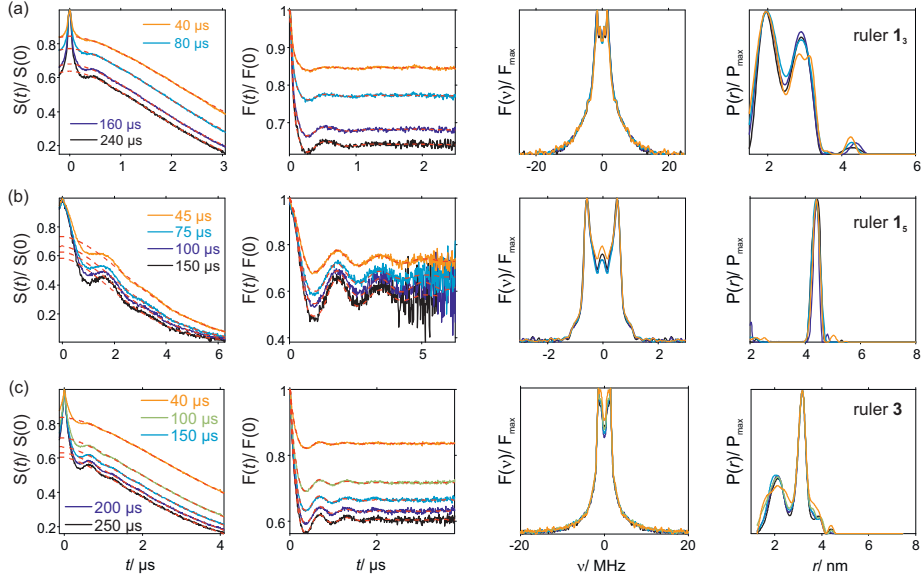 (a)
S(t)/ S(0)
0.8
0.6
0.4
0.2
0
1
2
3
40 µs
80 µs
160 µs
240 µs
F(t)/ F(0)
1
0.9
0.8
0.7
0
1
2
F(ν)/ Fmax
-20
0
20
P(r)/ Pmax
2
4
6
ruler 1₃
(b)
S(t)/ S(0)
0.8
0.6
0.4
0.2
0
2
4
6
45 µs
75 µs
100 µs
150 µs
F(t)/ F(0)
1
0.8
0.6
0.4
0
5
F(ν)/ Fmax
-3
0
3
P(r)/ Pmax
2
4
6
8
ruler 1₅
(c)
S(t)/ S(0)
0.8
0.6
0.4
0.2
0
1
2
3
4
t/ µs
40 µs
100 µs
150 µs
200 µs
250 µs
F(t)/ F(0)
1
0.8
0.6
0
2
t/ µs
F(ν)/ Fmax
-20
0
20
ν/ MHz
P(r)/ Pmax
2
4
6
8
r/ nm
ruler 3